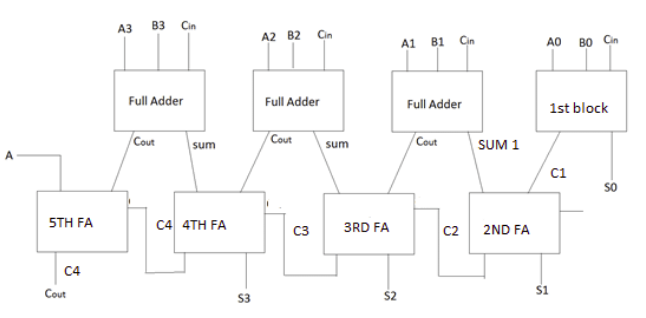 A3 B3 Cin
A2 B2 Cin
A1 B1 Cin
A0 B0 Cin
Full Adder
Full Adder
Full Adder
1st block
Cout sum
Cout sum
Cout SUM 1
C1
S0
A
5TH FA
C4
4TH FA
C3
3RD FA
C2
2ND FA
C4
Cout
S3
S2
S1